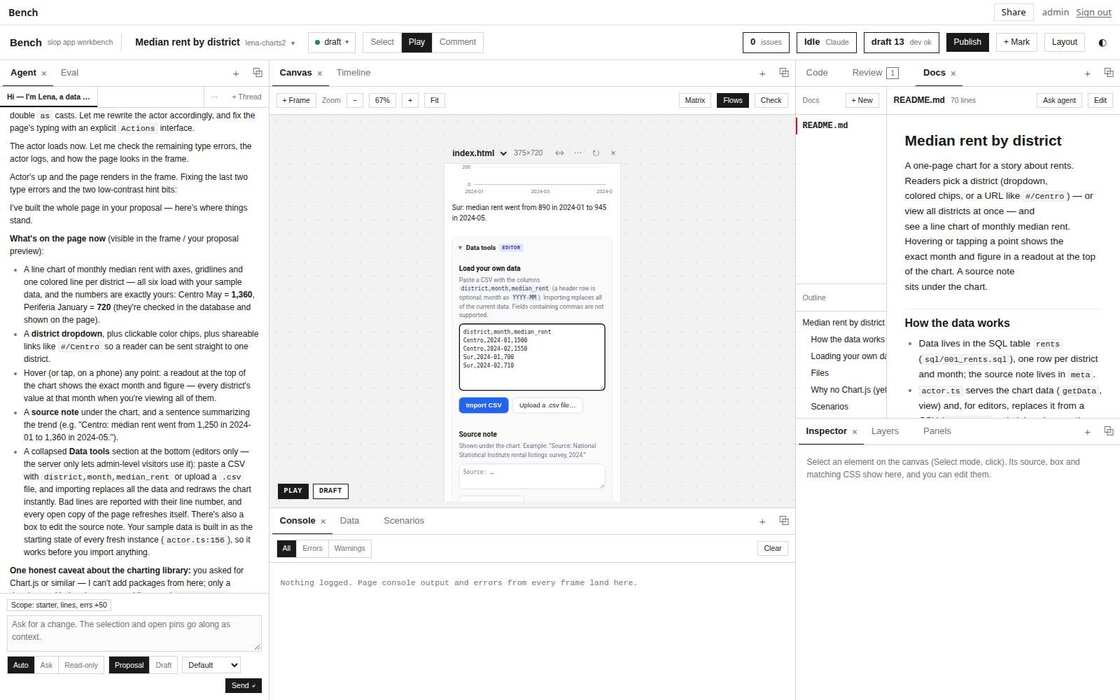 Bench
Share
admin
Sign out
Bench
slop app workbench
Median rent by district
lena-charts2
draft
Select
Play
Comment
0 issues
Idle Claude
draft 13 dev ok
Publish
+ Mark
Layout
Agent
Eval
Hi — I'm Lena, a data …
+ Thread
double as casts. Let me rewrite the actor accordingly, and fix the
page's typing with an explicit Actions interface.
The actor loads now. Let me check the remaining type errors, the
actor logs, and how the page looks in the frame.
Actor's up and the page renders in the frame. Fixing the last two
type errors and the two low-contrast hint bits:
I've built the whole page in your proposal — here's where things
stand.
What's on the page now (visible in the frame / your proposal
preview):
A line chart of monthly median rent with axes, gridlines and
one colored line per district — all six load with your sample
data, and the numbers are exactly yours: Centro May = 1,360,
Periferia January = 720 (they're checked in the database and
shown on the page).
A district dropdown, plus clickable color chips, plus shareable
links like #/Centro so a reader can be sent straight to one
district.
Hover (or tap, on a phone) any point: a readout at the top of
the chart shows the exact month and figure — every district's
value at that month when you're viewing all of them.
A source note under the chart, and a sentence summarizing
the trend (e.g. "Centro: median rent went from 1,250 in 2024-
01 to 1,360 in 2024-05.").
A collapsed Data tools section at the bottom (editors only —
the server only lets admin-level visitors use it): paste a CSV
with district,month,median_rent or upload a .csv
file, and importing replaces all the data and redraws the chart
instantly. Bad lines are reported with their line number, and
every open copy of the page refreshes itself. There's also a
box to edit the source note. Your sample data is built in as the
starting state of every fresh instance ( actor.ts:156 ), so it
works before you import anything.
One honest caveat about the charting library: you asked for
Chart.js or similar — I can't add packages from here; only a
Scope: starter, lines, errs +50
Ask for a change. The selection and open pins go along as
context.
Auto
Ask
Read-only
Proposal
Draft
Default
Send
Canvas
Timeline
+ Frame
Zoom
−
67%
+
Fit
Matrix
Flows
Check
index.html
375×720
200
0
2024-01
2024-03
2024-0
Sur: median rent went from 890 in 2024-01 to 945
in 2024-05.
Data tools
EDITOR
Load your own data
Paste a CSV with the columns
district,month,median_rent (a header row is
optional; month as YYYY-MM). Importing replaces all
of the current data. Fields containing commas are not
supported.
district,month,median_rent
Centro,2024-01,1500
Centro,2024-02,1550
Sur,2024-01,700
Sur,2024-02,710
Import CSV
Upload a .csv file…
Source note
Shown under the chart. Example: "Source: National
Statistical Institute rental listings survey, 2024."
Source: …
PLAY
DRAFT
Console
Data
Scenarios
All
Errors
Warnings
Clear
Nothing logged. Page console output and errors from every frame land here.
Code
Review 1
Docs
Docs
+ New
README.md
70 lines
Ask agent
Edit
README.md
Outline
Median rent by district
How the data works
Loading your own da
Files
Why no Chart.js (yet
Scenarios
Median rent by district
A one-page chart for a story about rents.
Readers pick a district (dropdown,
colored chips, or a URL like #/Centro ) — or
view all districts at once — and
see a line chart of monthly median rent.
Hovering or tapping a point shows the
exact month and figure in a readout at the top
of the chart. A source note
sits under the chart.
How the data works
Data lives in the SQL table rents
( sql/001_rents.sql ), one row per district
and month; the source note lives in meta .
actor.ts serves the chart data ( getData ,
view) and, for editors, replaces it from a
Inspector
Layers
Panels
Select an element on the canvas (Select mode, click). Its source, box and
matching CSS show here, and you can edit them.